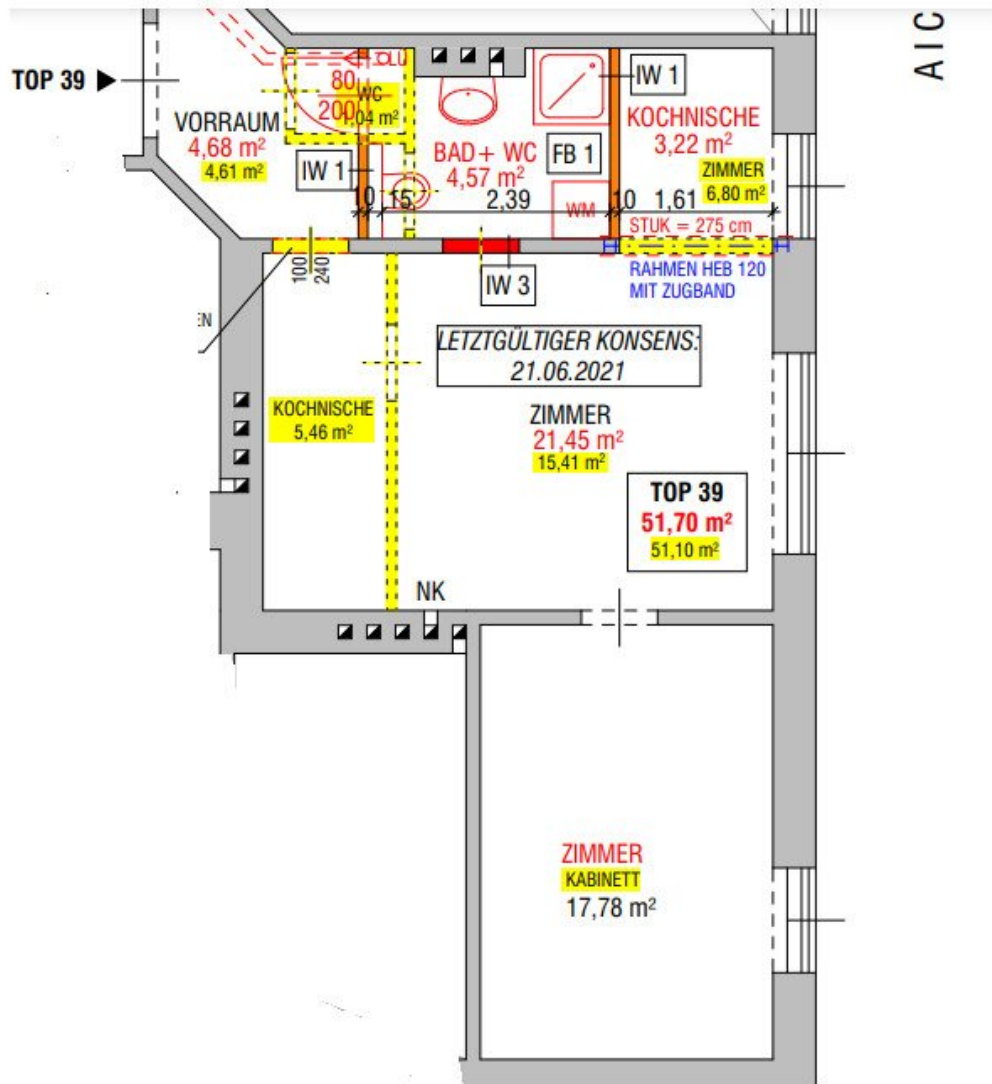 AIC
TOP 39
LÜ
80
200
WC
1,04 m²
IW 1
KOCHNISCHE
3,22 m²
ZIMMER
6,80 m²
VORRAUM
4,68 m²
4,61 m²
IW 1
BAD + WC
4,57 m²
FB 1
10
15
2,39
WM
10
1,61
STUK = 275 cm
RAHMEN HEB 120
MIT ZUGBAND
100
240
IW 3
EN
LETZTGÜLTIGER KONSENS:
21.06.2021
KOCHNISCHE
5,46 m²
ZIMMER
21,45 m²
15,41 m²
TOP 39
51,70 m²
51,10 m²
NK
ZIMMER
KABINETT
17,78 m²